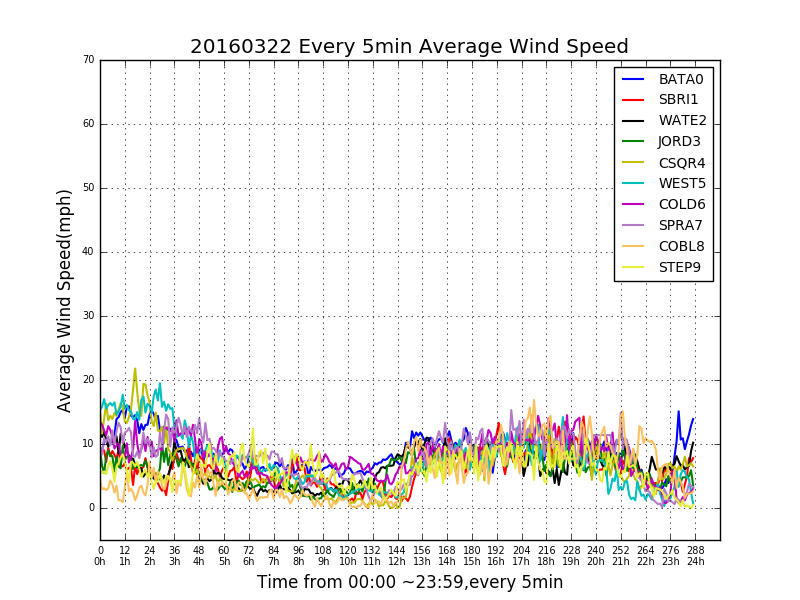 20160322 Every 5min Average Wind Speed
70
60
50
40
30
20
10
0
Average Wind Speed(mph)
BATA0
SBRI1
WATE2
JORD3
CSQR4
WEST5
COLD6
SPRA7
COBL8
STEP9
0 12 24 36 48 60 72 84 96 108 120 132 144 156 168 180 192 204 216 228 240 252 264 276 288
0h 1h 2h 3h 4h 5h 6h 7h 8h 9h 10h 11h 12h 13h 14h 15h 16h 17h 18h 19h 20h 21h 22h 23h 24h
Time from 00:00 ~23:59,every 5min